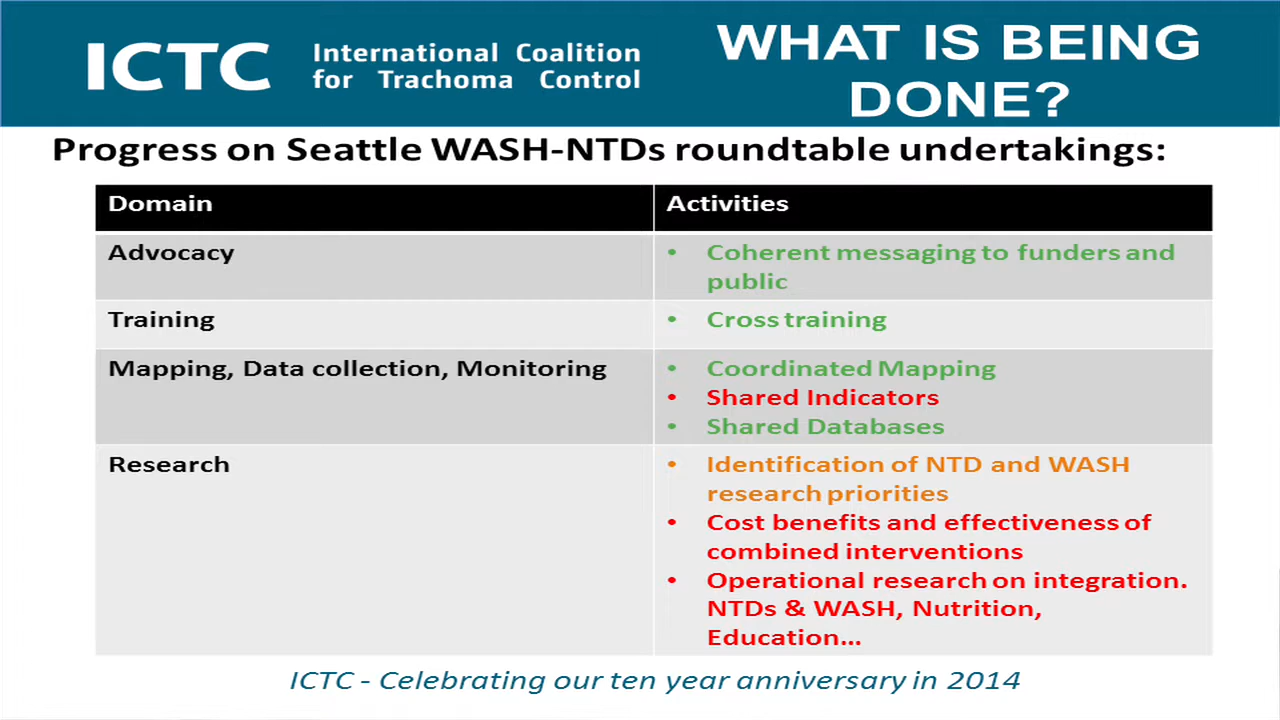 ICTC
International Coalition
for Trachoma Control
WHAT IS BEING
DONE?
Progress on Seattle WASH-NTDs roundtable undertakings:
Domain
Activities
Advocacy
• Coherent messaging to funders and
public
Training
• Cross training
Mapping, Data collection, Monitoring
• Coordinated Mapping
• Shared Indicators
• Shared Databases
Research
• Identification of NTD and WASH
research priorities
• Cost benefits and effectiveness of
combined interventions
• Operational research on integration.
NTDs & WASH, Nutrition,
Education...
ICTC - Celebrating our ten year anniversary in 2014